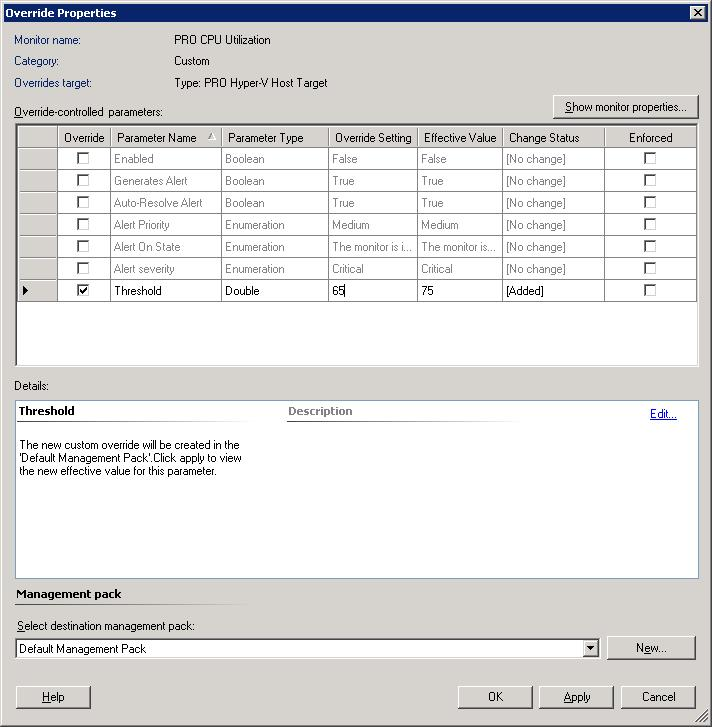 Override Properties
Monitor name: PRO CPU Utilization
Category: Custom
Overrides target: Type: PRO Hyper-V Host Target
Override-controlled parameters: Show monitor properties...
Override Parameter Name Parameter Type Override Setting Effective Value Change Status Enforced
Enabled Boolean False False [No change]
Generates Alert Boolean True True [No change]
Auto-Resolve Alert Boolean True True [No change]
Alert Priority Enumeration Medium Medium [No change]
Alert On State Enumeration The monitor is i... The monitor is... [No change]
Alert severity Enumeration Critical Critical [No change]
Threshold Double 65 75 [Added]
Details:
Threshold Description Edit...
The new custom override will be created in the
'Default Management Pack'.Click apply to view
the new effective value for this parameter.
Management pack
Select destination management pack:
Default Management Pack New...
Help OK Apply Cancel